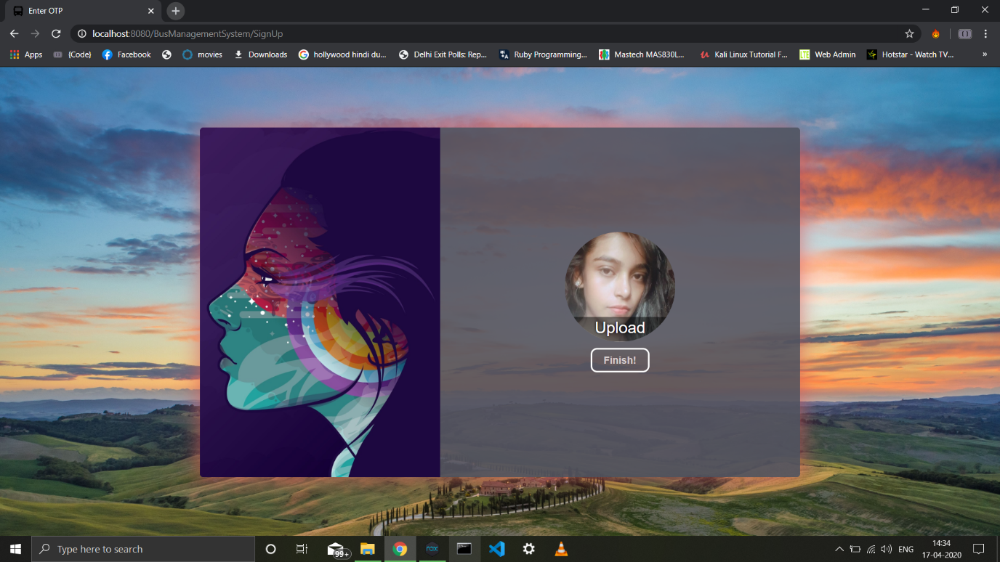 Enter OTP
localhost:8080/BusManagementSystem/SignUp
Apps
{Code}
Facebook
movies
Downloads
hollywood hindi du...
Delhi Exit Polls: Rep...
Ruby Programming...
Mastech MAS830L...
Kali Linux Tutorial F...
LTE
Web Admin
Hotstar - Watch TV...
»
Upload
Finish!
Type here to search
99+
nox
ENG
14:34
17-04-2020